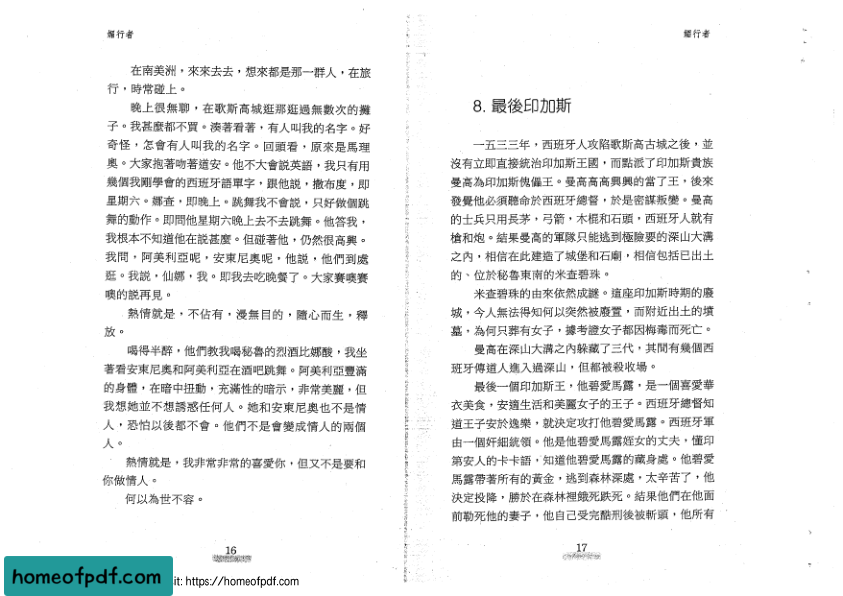 媚行者
在南美洲，來來去去，想來都是那一群人，在旅
行，時常碰上。
晚上很無聊，在歌斯高城逛那逛過無數次的攤
子。我甚麼都不買。湊著看著，有人叫我的名字。好
奇怪，怎會有人叫我的名字。回頭看，原來是馬理
奧。大家抱著吻著道安。他不大會説英語，我只有用
幾個我剛學會的西班牙語單字，跟他説，撒布度，即
星期六。娜查，即晚上。跳舞我不會説，只好做個跳
舞的動作。即問他星期六晚上去不去跳舞。他答我，
我根本不知道他在説甚麼。但碰著他，仍然很高興。
我問，阿美利亞呢，安東尼奧呢，他説，他們到處
逛。我説，仙娜，我。即我去吃晚餐了。大家賽噢賽
噢的説再見。
熱情就是，不佔有，漫無目的，隨心而生，釋
放。
喝得半醉，他們教我喝秘魯的烈酒比娜酸，我坐
著看安東尼奧和阿美利亞在酒吧跳舞。阿美利亞豐滿
的身體，在暗中扭動，充滿性的暗示，非常美麗，但
我想她並不想誘惑任何人。她和安東尼奧也不是情
人，恐怕以後都不會。他們不是會變成情人的兩個
人。
熱情就是，我非常非常的喜愛你，但又不是要和
你做情人。
何以為世不容。
16
媚行者
8. 最後印加斯
一五三三年，西班牙人攻陷歌斯高古城之後，並
沒有立即直接統治印加斯王國，而點派了印加斯貴族
曼高為印加斯傀儡王。曼高高高興興的當了王，後來
發覺他必須聽命於西班牙總督，於是密謀叛變。曼高
的士兵只用長茅，弓箭，木棍和石頭，西班牙人就有
槍和炮。結果曼高的軍隊只能逃到極險要的深山大溝
之內，相信在此建造了城堡和石廟，相信包括已出土
的、位於秘魯東南的米查碧珠。
米查碧珠的由來依然成謎。這座印加斯時期的廢
城，今人無法得知何以突然被廢置，而附近出土的墳
墓，為何只葬有女子，據考證女子都因梅毒而死亡。
曼高在深山大溝之內躲藏了三代，其間有幾個西
班牙傳道人進入過深山，但都被殺收場。
最後一個印加斯王，他碧愛馬露，是一個喜愛華
衣美食，安適生活和美麗女子的王子。西班牙總督知
道王子安於逸樂，就決定攻打他碧愛馬露。西班牙軍
由一個奸細統領。他是他碧愛馬露姪女的丈夫，懂印
第安人的卡卡語，知道他碧愛馬露的藏身處。他碧愛
馬露帶著所有的黃金，逃到森林深處，太辛苦了，他
決定投降，勝於在森林裡餓死跌死。結果他們在他面
前勒死他的妻子，他自己受完酷刑後被斬頭，他所有
17
homeofpdf.com
it: https://homeofpdf.com